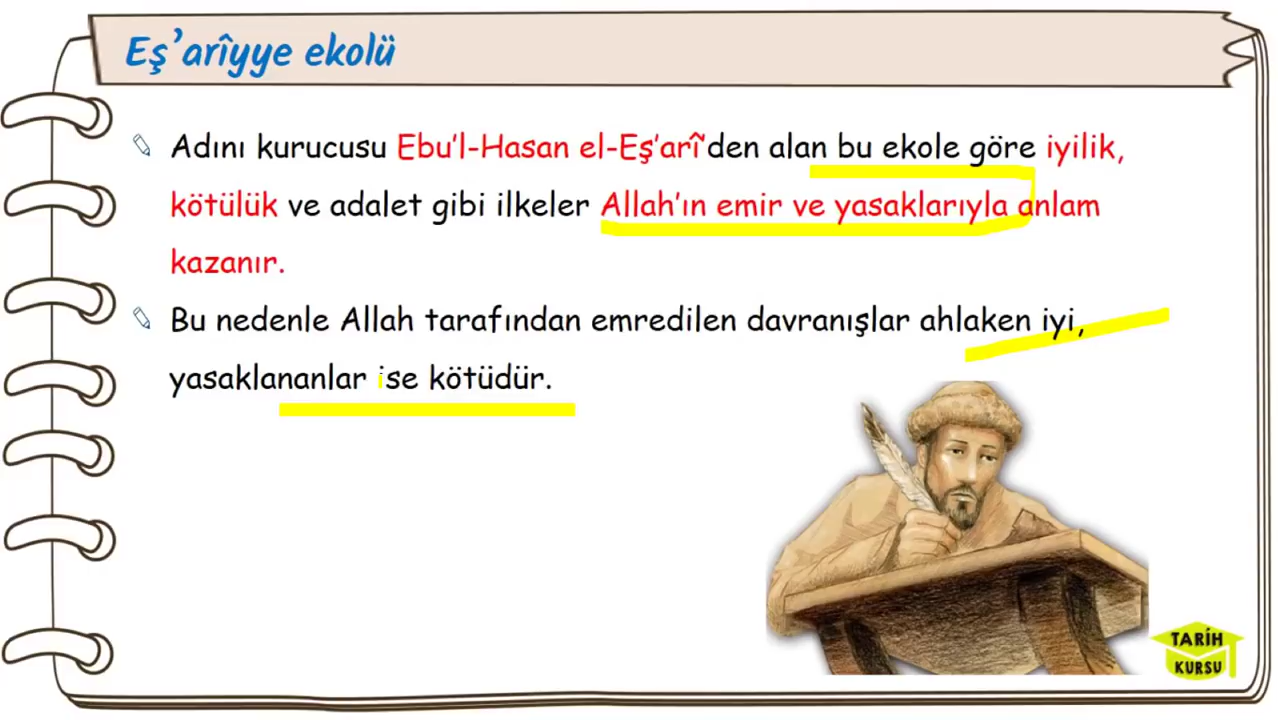 Eş’arîyye ekolü
Adını kurucusu Ebu’l-Hasan el-Eş’arî’den alan bu ekole göre iyilik,
kötülük ve adalet gibi ilkeler Allah’ın emir ve yasaklarıyla anlam
kazanır.
Bu nedenle Allah tarafından emredilen davranışlar ahlaken iyi,
yasaklananlar ise kötüdür.
TARİH
KURSU